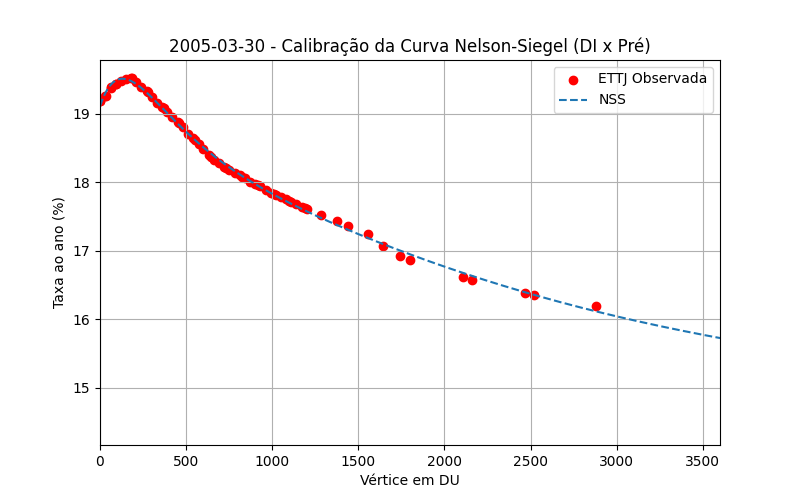 2005-03-30 - Calibração da Curva Nelson-Siegel (DI x Pré)
ETTJ Observada
NSS
Taxa ao ano (%)
19
18
17
16
15
0 500 1000 1500 2000 2500 3000 3500
Vértice em DU